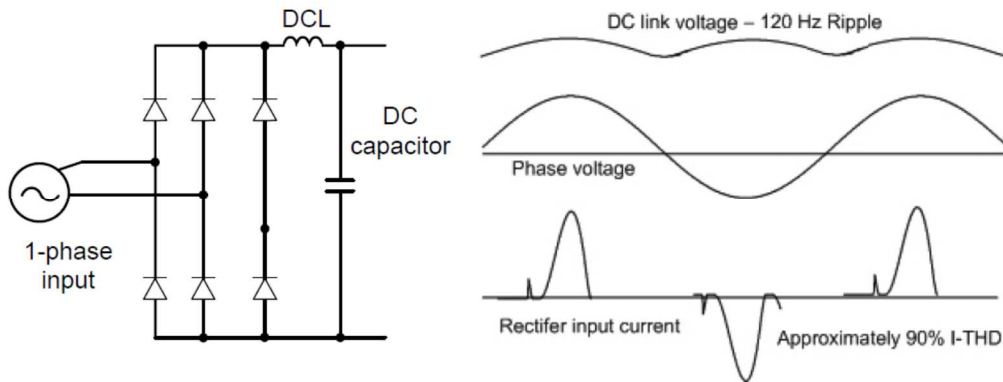 DCL
DC
capacitor
1-phase
input
DC link voltage – 120 Hz Ripple
Phase voltage
Rectifer input current
Approximately 90% I-THD